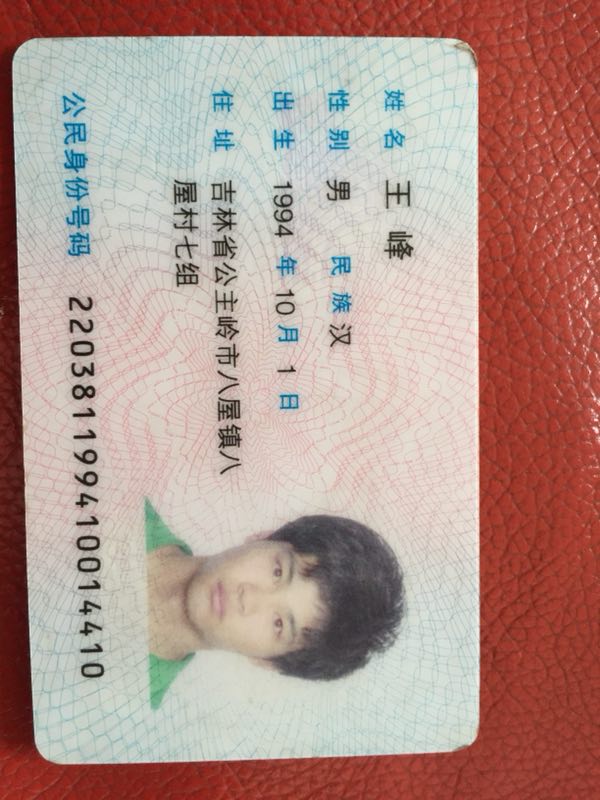 姓名 王峰
性别 男 民族 汉
出生 1994 年 10 月 1 日
住址 吉林省公主岭市八屋镇八
屋村七组
公民身份号码 220381199410014410